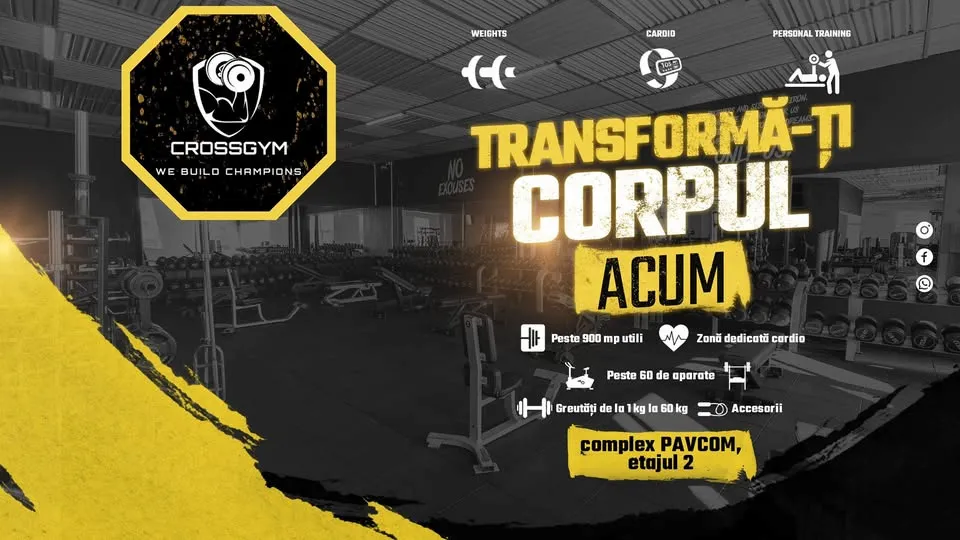 CROSSGYM
WE BUILD CHAMPIONS
WEIGHTS
CARDIO
PERSONAL TRAINING
TRANSFORMĂ-ȚI
CORPUL
ACUM
NO
EXCUSES
Peste 900 mp utili
Zonă dedicată cardio
Peste 60 de aparate
Greutăți de la 1 kg la 60 kg
Accesorii
complex PAVCOM,
etajul 2